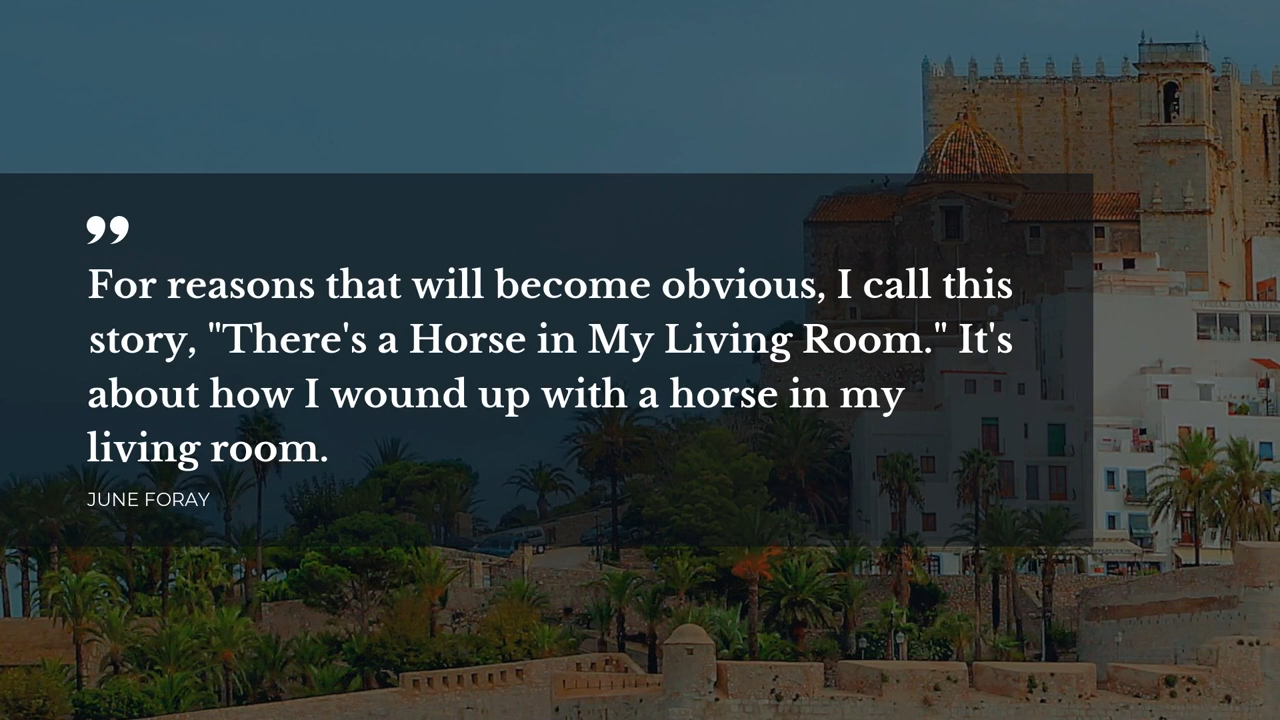 ”
For reasons that will become obvious, I call this
story, "There's a Horse in My Living Room." It's
about how I wound up with a horse in my
living room.
JUNE FORAY